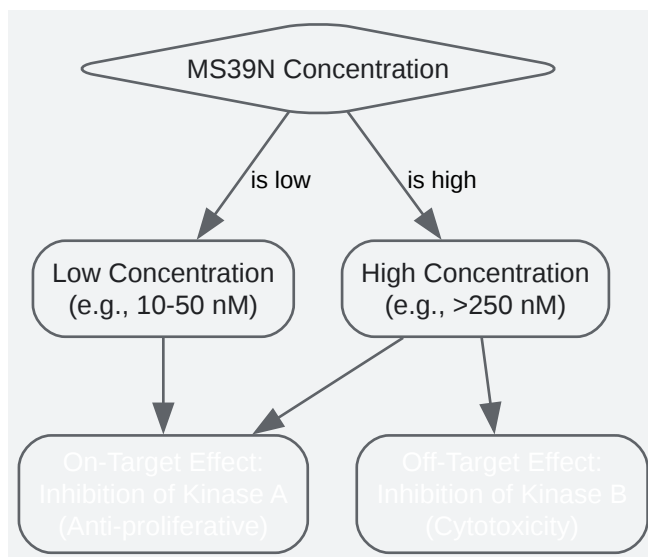 MS39N Concentration
is low
is high
Low Concentration
(e.g., 10-50 nM)
High Concentration
(e.g., >250 nM)
On-Target Effect:
Inhibition of Kinase A
(Anti-proliferative)
Off-Target Effect:
Inhibition of Kinase B
(Cytotoxicity)